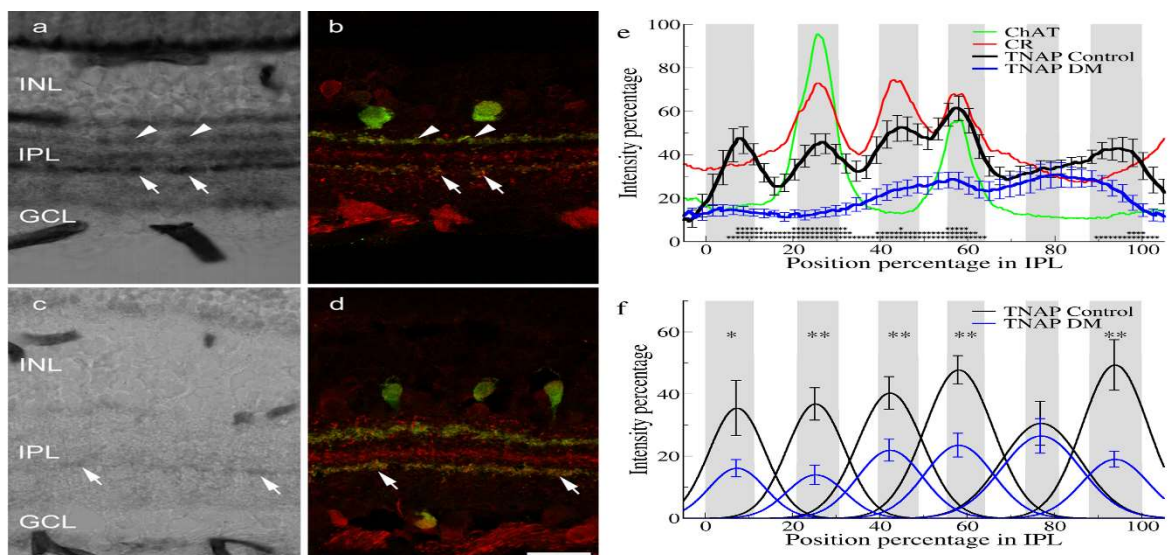 a
INL
IPL
GCL
b
c
INL
IPL
GCL
d
e
ChAT
CR
TNAP Control
TNAP DM
Intensity percentage
100
80
60
40
20
0
0 20 40 60 80 100
Position percentage in IPL
f
TNAP Control
TNAP DM
Intensity percentage
60
40
20
0
* ** ** ** **
0 20 40 60 80 100
Position percentage in IPL